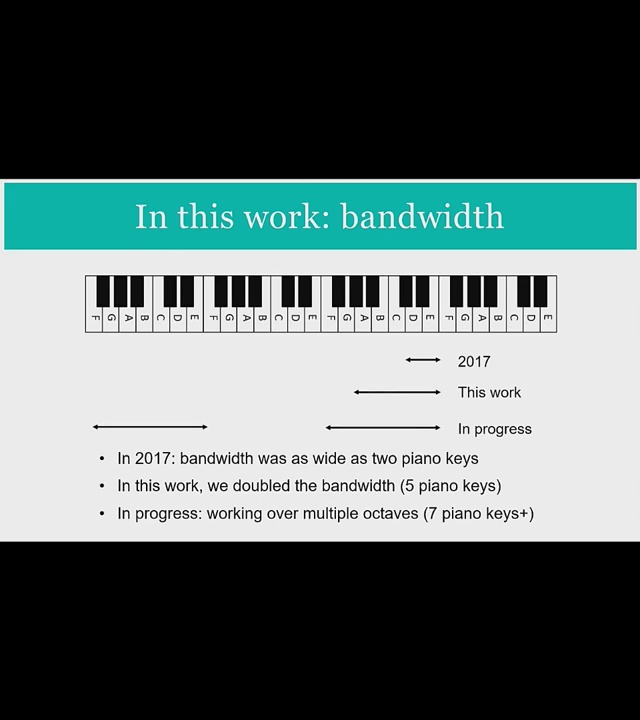 In this work: bandwidth
F G A B C D E F G A B C D E F G A B C D E F G A B C D E
2017
This work
In progress
• In 2017: bandwidth was as wide as two piano keys
• In this work, we doubled the bandwidth (5 piano keys)
• In progress: working over multiple octaves (7 piano keys+)